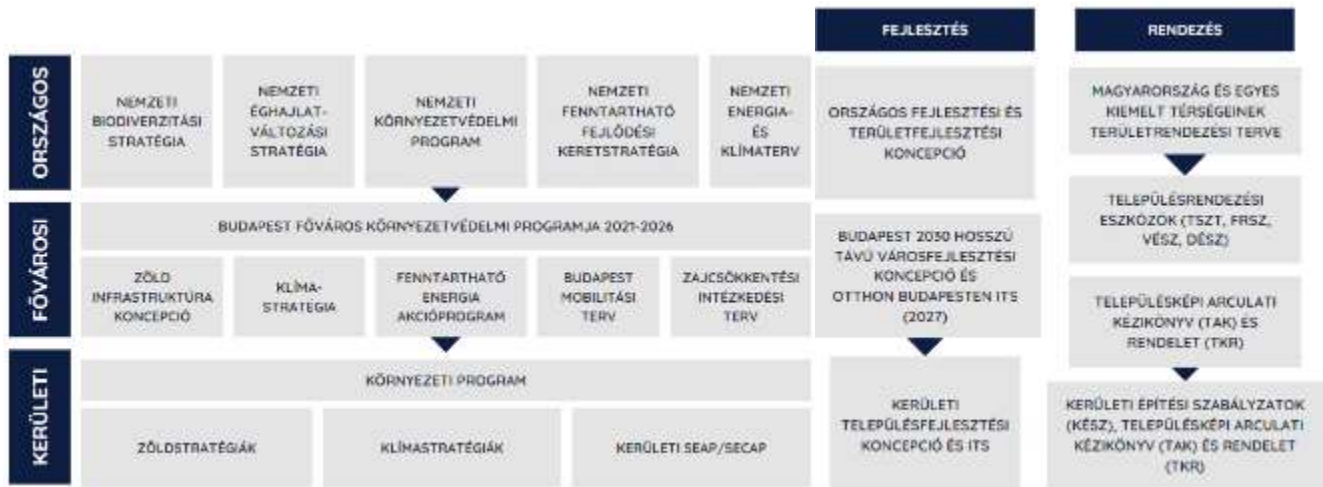 FEJLESZTÉS
RENDEZÉS
ORSZÁGOS
NEMZETI
BIODIVERZITÁSI
STRATÉGIA
NEMZETI
ÉGHAJLAT-
VÁLTOZÁSI
STRATÉGIA
NEMZETI
KÖRNYEZETVÉDELMI
PROGRAM
NEMZETI
FENNTARTHATÓ
FEJLŐDÉSI
KERETSTRATÉGIA
NEMZETI
ENERGIA-
ÉS
KLÍMATERV
ORSZÁGOS FEJLESZTÉSI ÉS
TERÜLETFEJLESZTÉSI
KONCEPCIÓ
MAGYARORSZÁG ÉS EGYES
KIEMELT TÉRSÉGEINEK
TERÜLETRENDEZÉSI TERVE
FŐVÁROSI
BUDAPEST FŐVÁROS KÖRNYEZETVÉDELMI PROGRAMJA 2021-2026
ZÖLD
INFRASTRUKTÚRA
KONCEPCIÓ
KLÍMA-
STRATÉGIA
FENNTARTHATÓ
ENERGIA
AKCIÓPROGRAM
BUDAPEST
MOBILITÁSI
TERV
ZAJCSÖKKENTÉSI
INTÉZKEDÉSI
TERV
BUDAPEST 2030 HOSSZÚ
TÁVÚ VÁROSFEJLESZTÉSI
KONCEPCIÓ ÉS
OTTHON BUDAPESTEN ITS
(2027)
TELEPÜLÉSRENDEZÉSI
ESZKÖZÖK (TSZT, FRSZ,
VÉSZ, DÉSZ)
TELEPÜLÉSKÉPI ARCULATI
KÉZIKÖNYV (TAK) ÉS
RENDELET (TKR)
KERÜLETI
KÖRNYEZETI PROGRAM
ZÖLDSTRATÉGIÁK
KLÍMASTRATÉGIÁK
KERÜLETI SEAP/SECAP
KERÜLETI
TELEPÜLÉSFEJLESZTÉSI
KONCEPCIÓ ÉS ITS
KERÜLETI ÉPÍTÉSI SZABÁLYZATOK
(KÉSZ), TELEPÜLÉSKÉPI ARCULATI
KÉZIKÖNYV (TAK) ÉS RENDELET
(TKR)